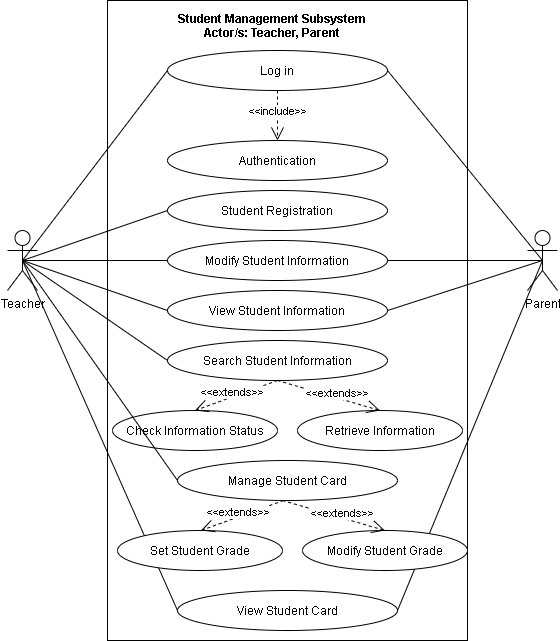 Student Management Subsystem
Actor/s: Teacher, Parent
Log in
<<include>>
Authentication
Student Registration
Modify Student Information
Teacher
Parent
View Student Information
Search Student Information
<<extends>>
<<extends>>
Check Information Status
Retrieve Information
Manage Student Card
<<extends>>
<<extends>>
Set Student Grade
Modify Student Grade
View Student Card